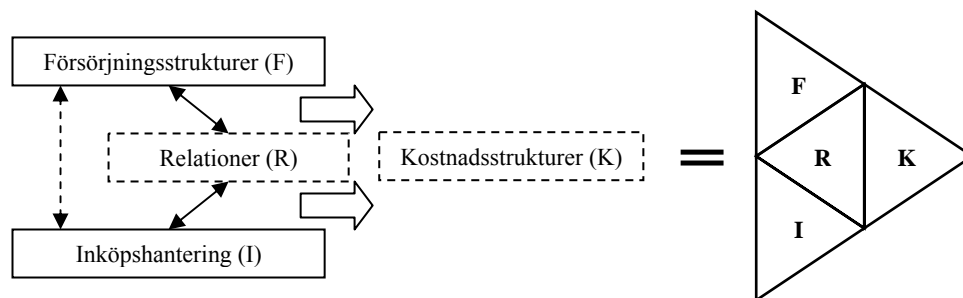 Försörjningsstrukturer (F)
Relationer (R)
Kostnadsstrukturer (K)
=
Inköpshantering (I)
F
R
K
I